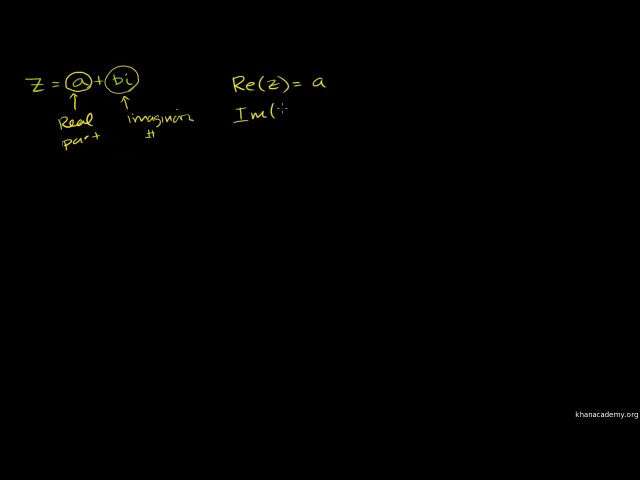 z = a + bi
Re(z) = a
Im(
Real
part
imaginary
#
khanacademy.org